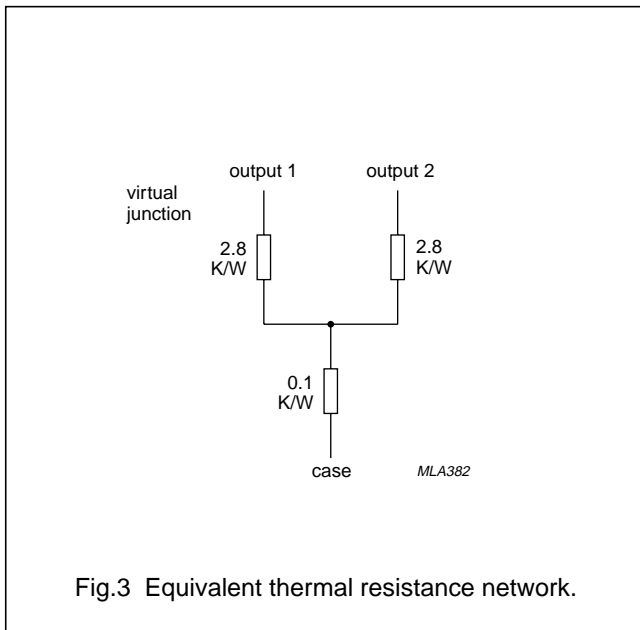 output 1
output 2
virtual
junction
2.8
K/W
2.8
K/W
0.1
K/W
case
MLA382
Fig.3 Equivalent thermal resistance network.